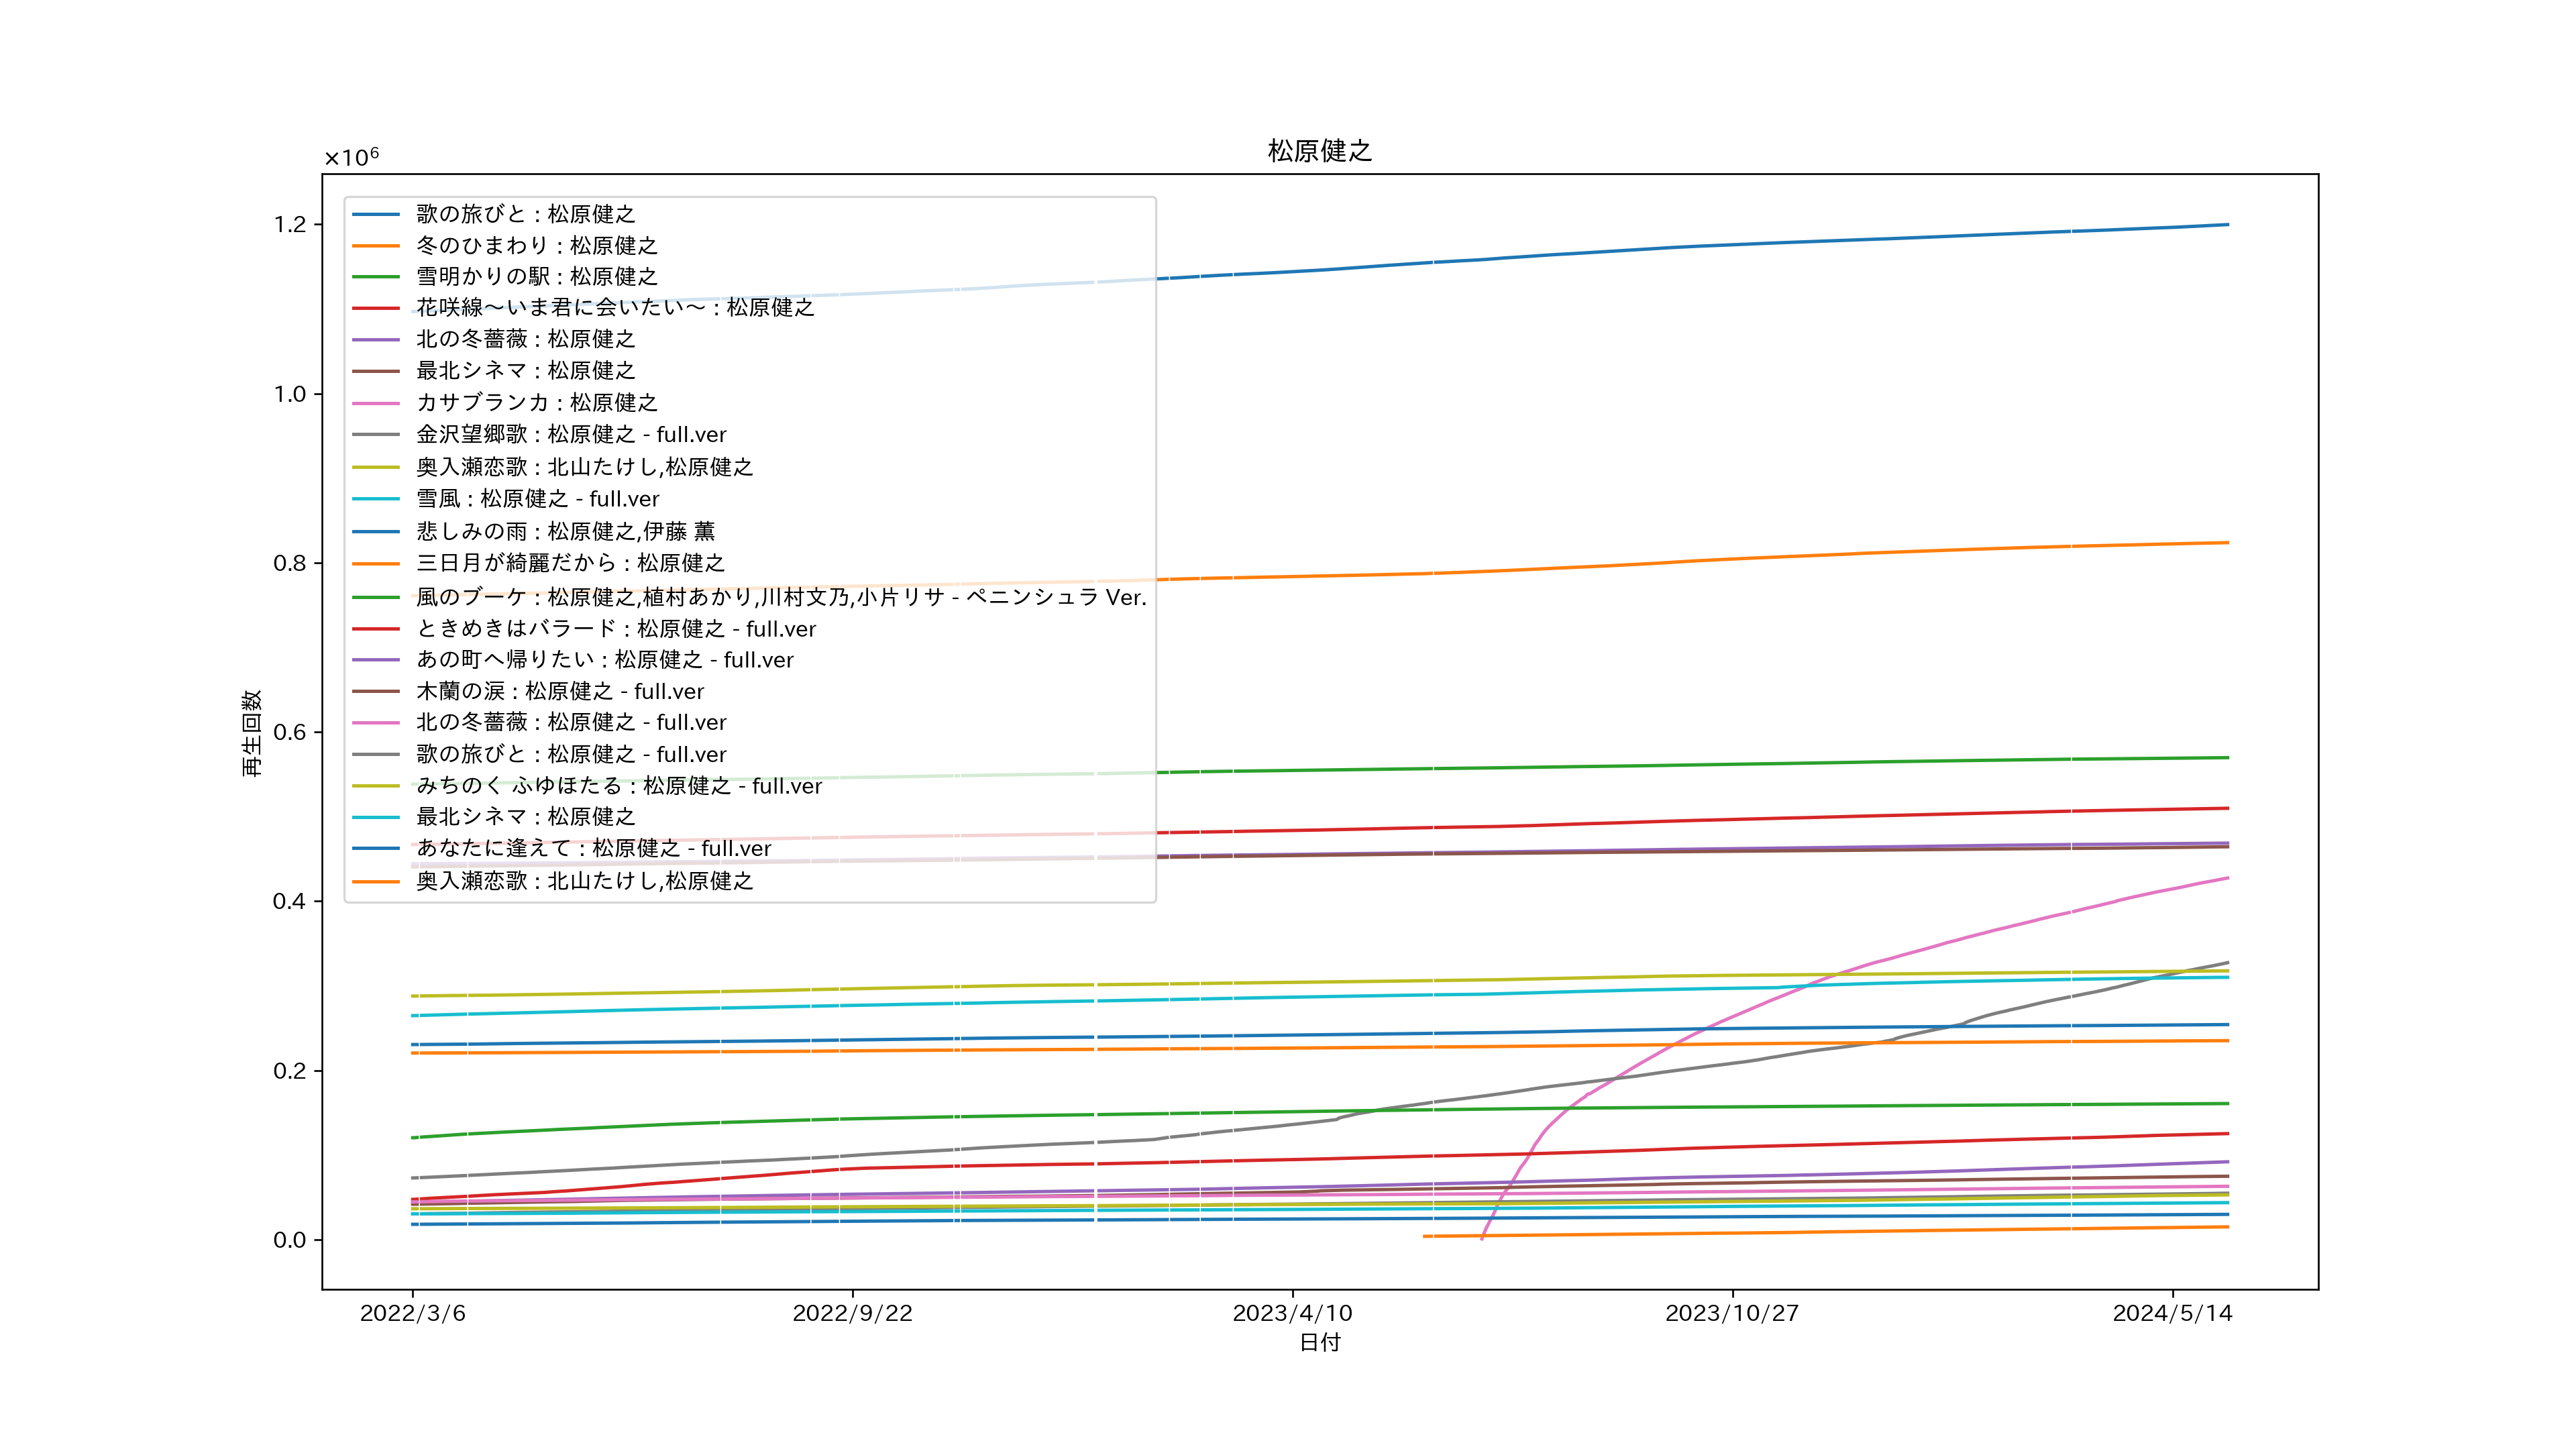 松原健之
×10⁶
1.2
1.0
0.8
0.6
0.4
0.2
0.0
再生回数
歌の旅びと : 松原健之
冬のひまわり : 松原健之
雪明かりの駅 : 松原健之
花咲線～いま君に会いたい～ : 松原健之
北の冬薔薇 : 松原健之
最北シネマ : 松原健之
カサブランカ : 松原健之
金沢望郷歌 : 松原健之 - full.ver
奥入瀬恋歌 : 北山たけし,松原健之
雪風 : 松原健之 - full.ver
悲しみの雨 : 松原健之,伊藤 薫
三日月が綺麗だから : 松原健之
風のブーケ : 松原健之,植村あかり,川村文乃,小片リサ - ペニンシュラ Ver.
ときめきはバラード : 松原健之 - full.ver
あの町へ帰りたい : 松原健之 - full.ver
木蘭の涙 : 松原健之 - full.ver
北の冬薔薇 : 松原健之 - full.ver
歌の旅びと : 松原健之 - full.ver
みちのく ふゆほたる : 松原健之 - full.ver
最北シネマ : 松原健之
あなたに逢えて : 松原健之 - full.ver
奥入瀬恋歌 : 北山たけし,松原健之
2022/3/6
2022/9/22
2023/4/10
2023/10/27
2024/5/14
日付